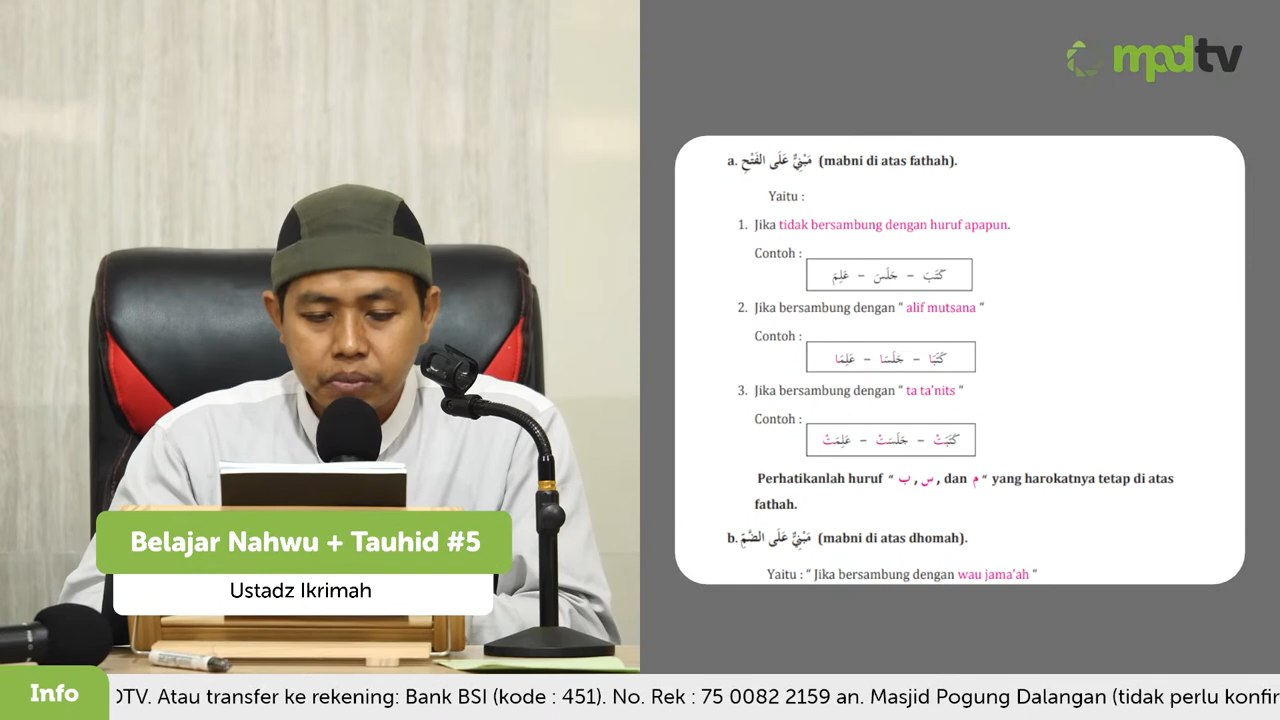 mpdtv
a. مَبْنِيٌّ عَلَى الفَتْحِ (mabni di atas fathah).
Yaitu :
1. Jika tidak bersambung dengan huruf apapun.
Contoh :
كَتَبَ – جَلَسَ – عَلِمَ
2. Jika bersambung dengan “ alif mutsana “
Contoh :
كَتَبَا – جَلَسَا – عَلِمَا
3. Jika bersambung dengan “ ta ta’nits “
Contoh :
كَتَبَتْ – جَلَسَتْ – عَلِمَتْ
Perhatikanlah huruf “ ب , س , dan م “ yang harokatnya tetap di atas
fathah.
b. مَبْنِيٌّ عَلَى الضَّمِّ (mabni di atas dhomah).
Yaitu : “ Jika bersambung dengan wau jama’ah “
Belajar Nahwu + Tauhid #5
Ustadz Ikrimah
Info
DTV. Atau transfer ke rekening: Bank BSI (kode : 451). No. Rek : 75 0082 2159 an. Masjid Pogung Dalangan (tidak perlu konfir